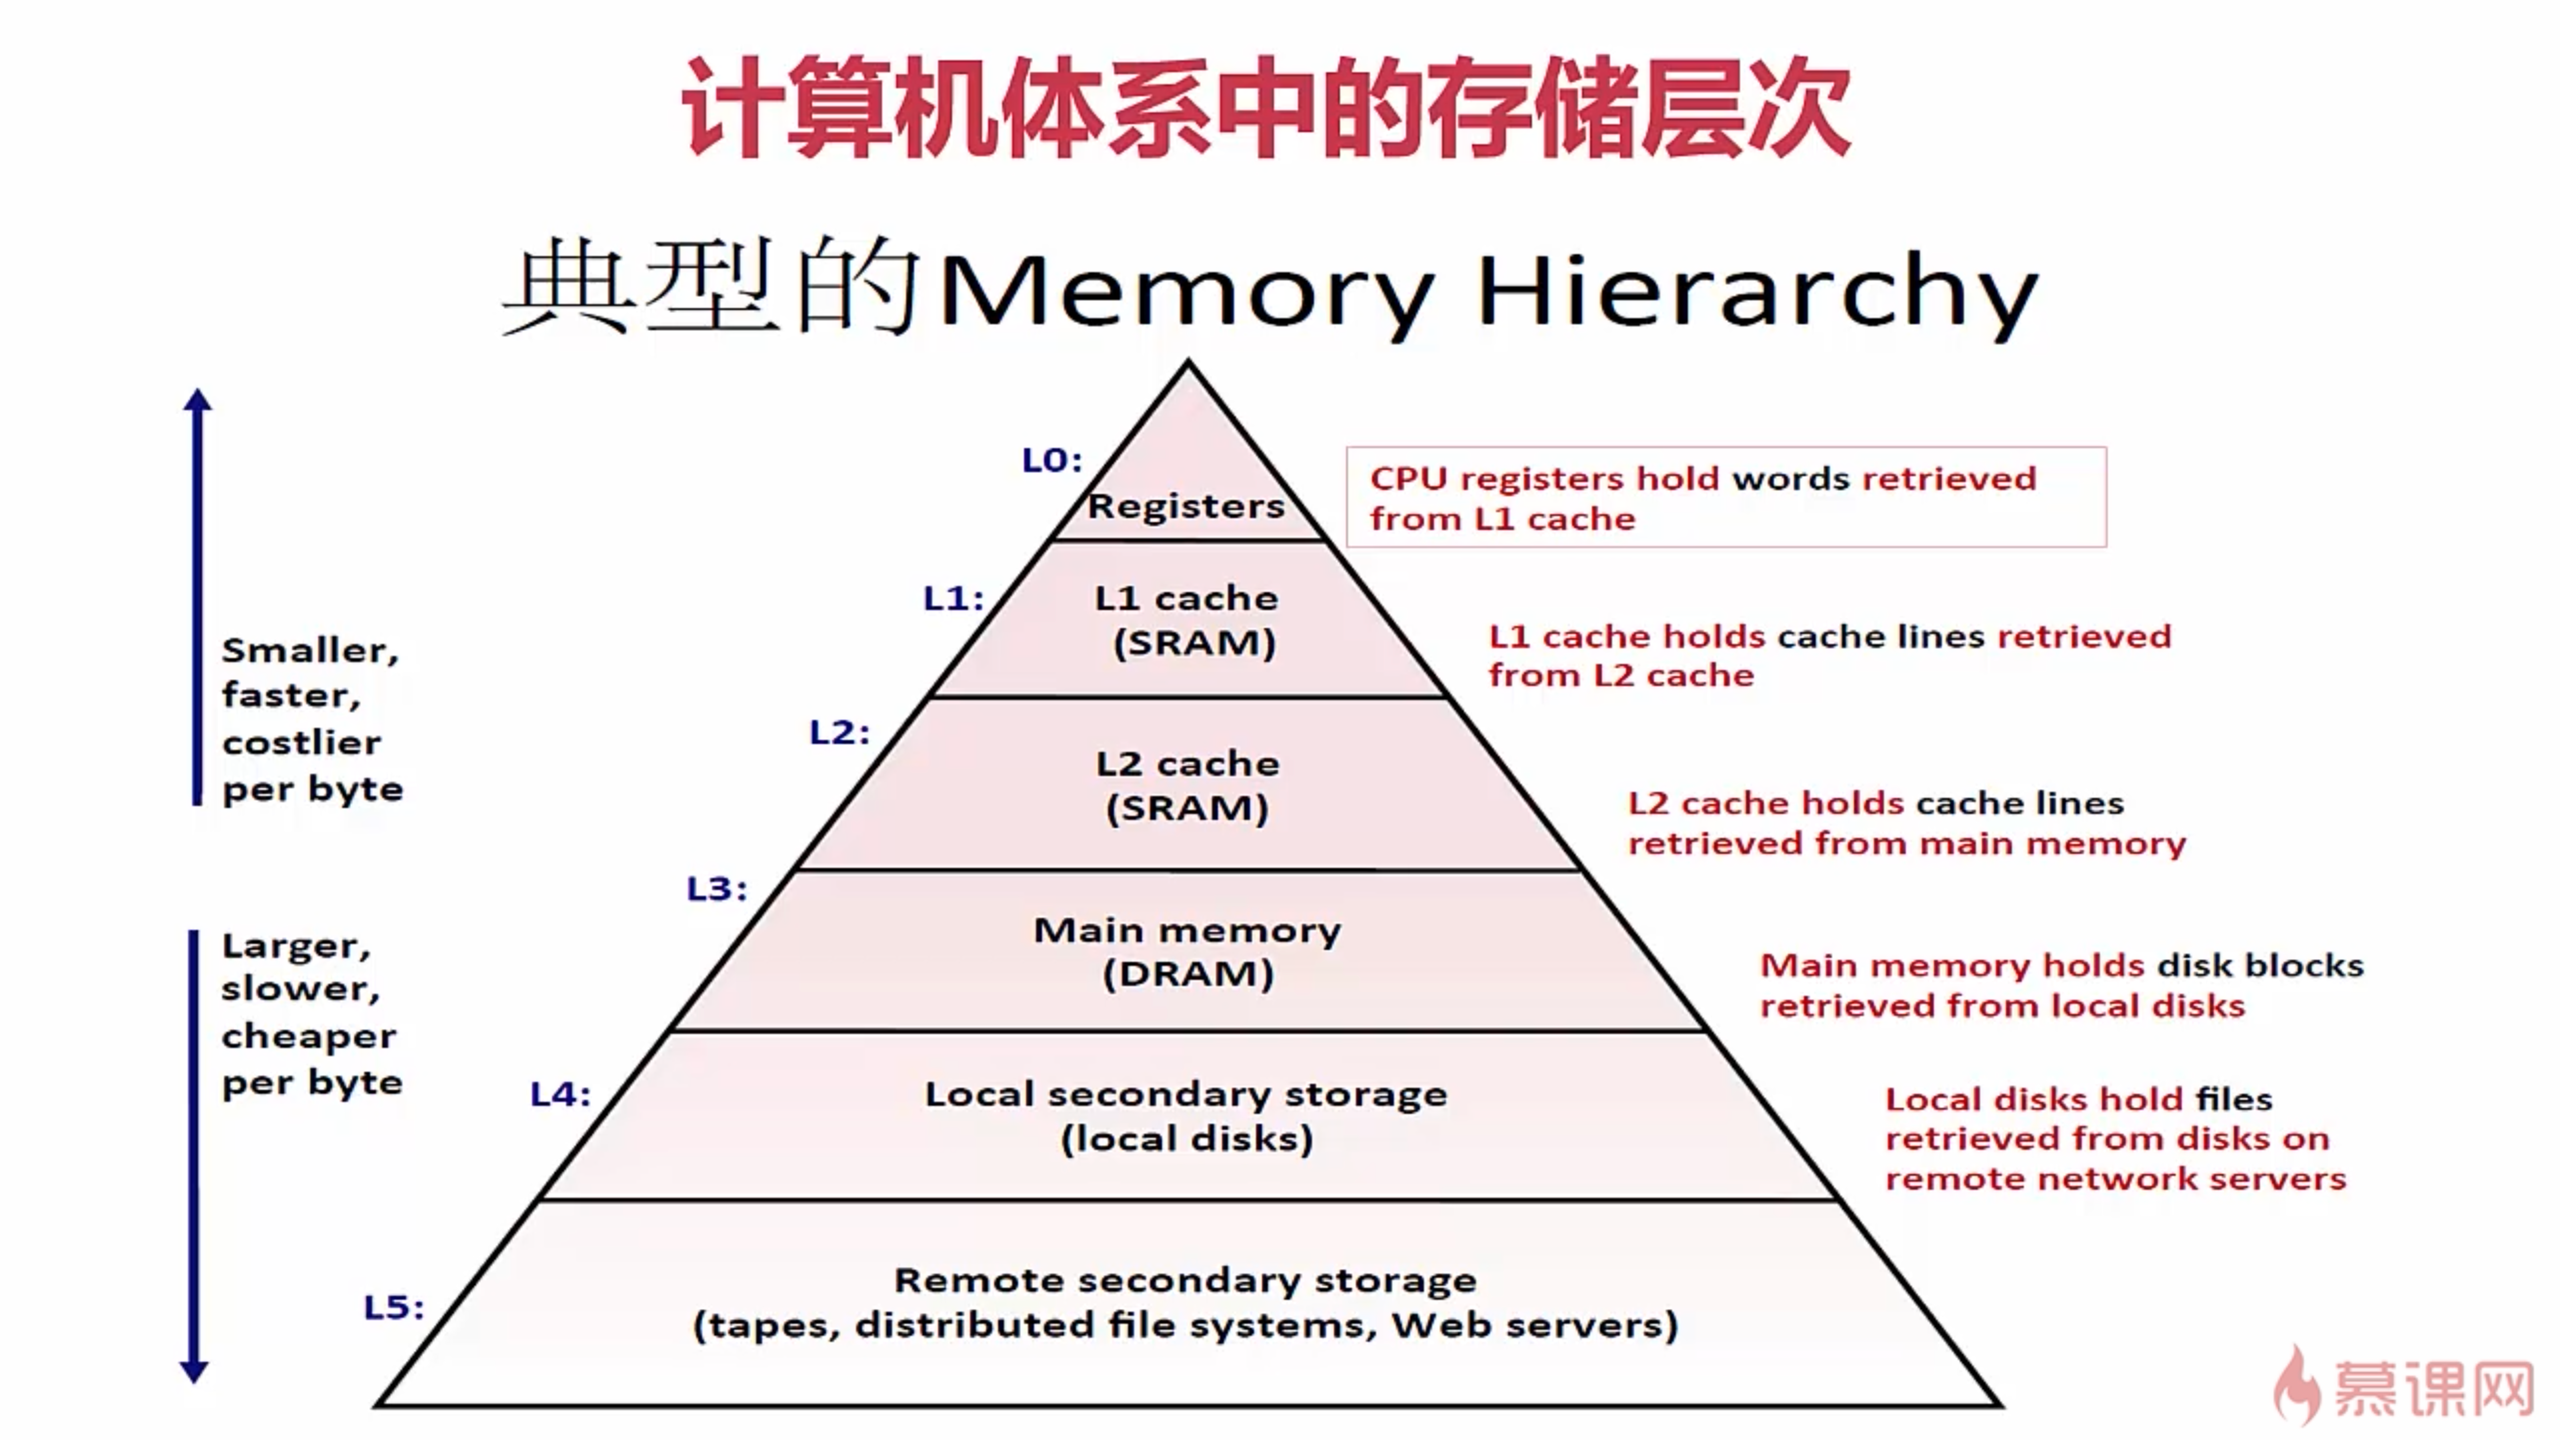 计算机体系中的存储层次
典型的Memory Hierarchy
L0:
Registers
CPU registers hold words retrieved
from L1 cache
L1:
L1 cache
(SRAM)
L1 cache holds cache lines retrieved
from L2 cache
Smaller,
faster,
costlier
per byte
L2:
L2 cache
(SRAM)
L2 cache holds cache lines
retrieved from main memory
L3:
Main memory
(DRAM)
Main memory holds disk blocks
retrieved from local disks
Larger,
slower,
cheaper
per byte
L4:
Local secondary storage
(local disks)
Local disks hold files
retrieved from disks on
remote network servers
L5:
Remote secondary storage
(tapes, distributed file systems, Web servers)
慕课网